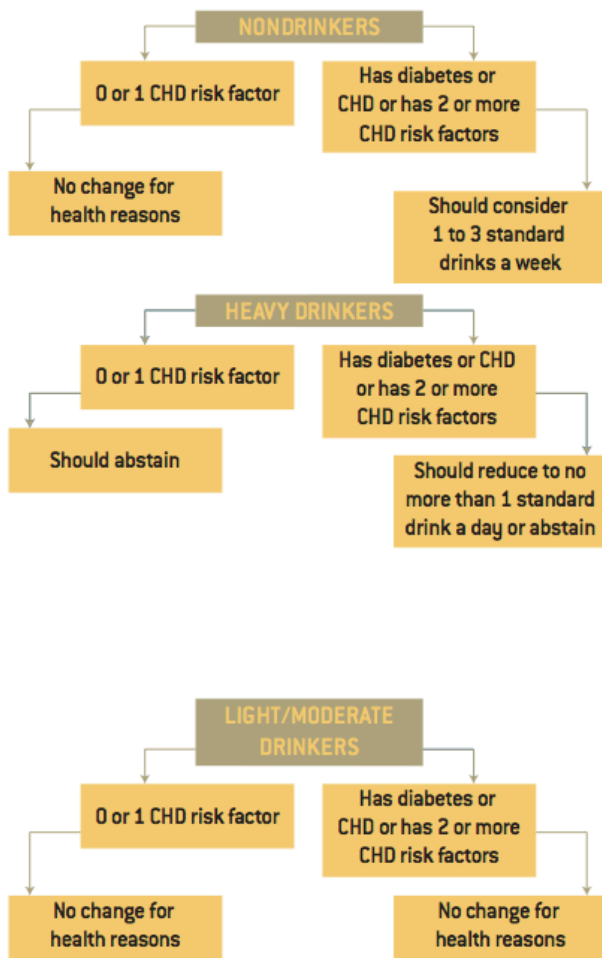 NONDRINKERS
0 or 1 CHD risk factor
Has diabetes or
CHD or has 2 or more
CHD risk factors
No change for
health reasons
Should consider
1 to 3 standard
drinks a week
HEAVY DRINKERS
0 or 1 CHD risk factor
Has diabetes or CHD
or has 2 or more
CHD risk factors
Should abstain
Should reduce to no
more than 1 standard
drink a day or abstain
LIGHT/MODERATE
DRINKERS
0 or 1 CHD risk factor
Has diabetes or
CHD or has 2 or more
CHD risk factors
No change for
health reasons
No change for
health reasons